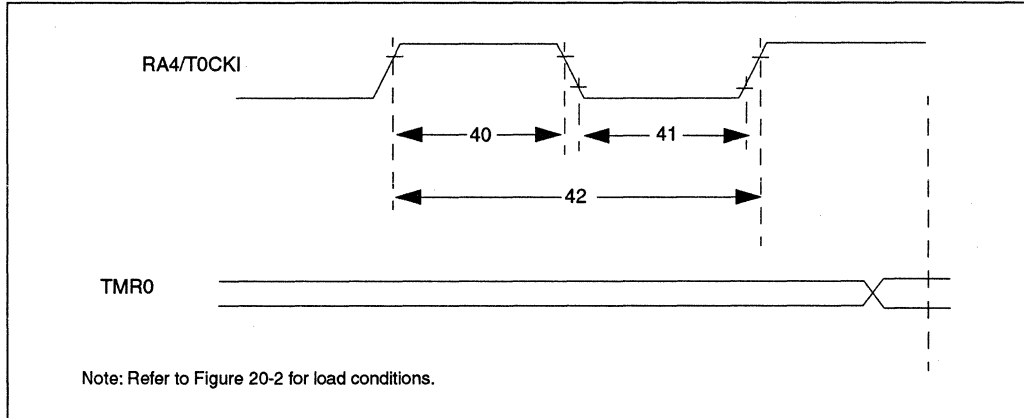 RA4/T0CKI
40
41
42
TMR0
Note: Refer to Figure 20-2 for load conditions.